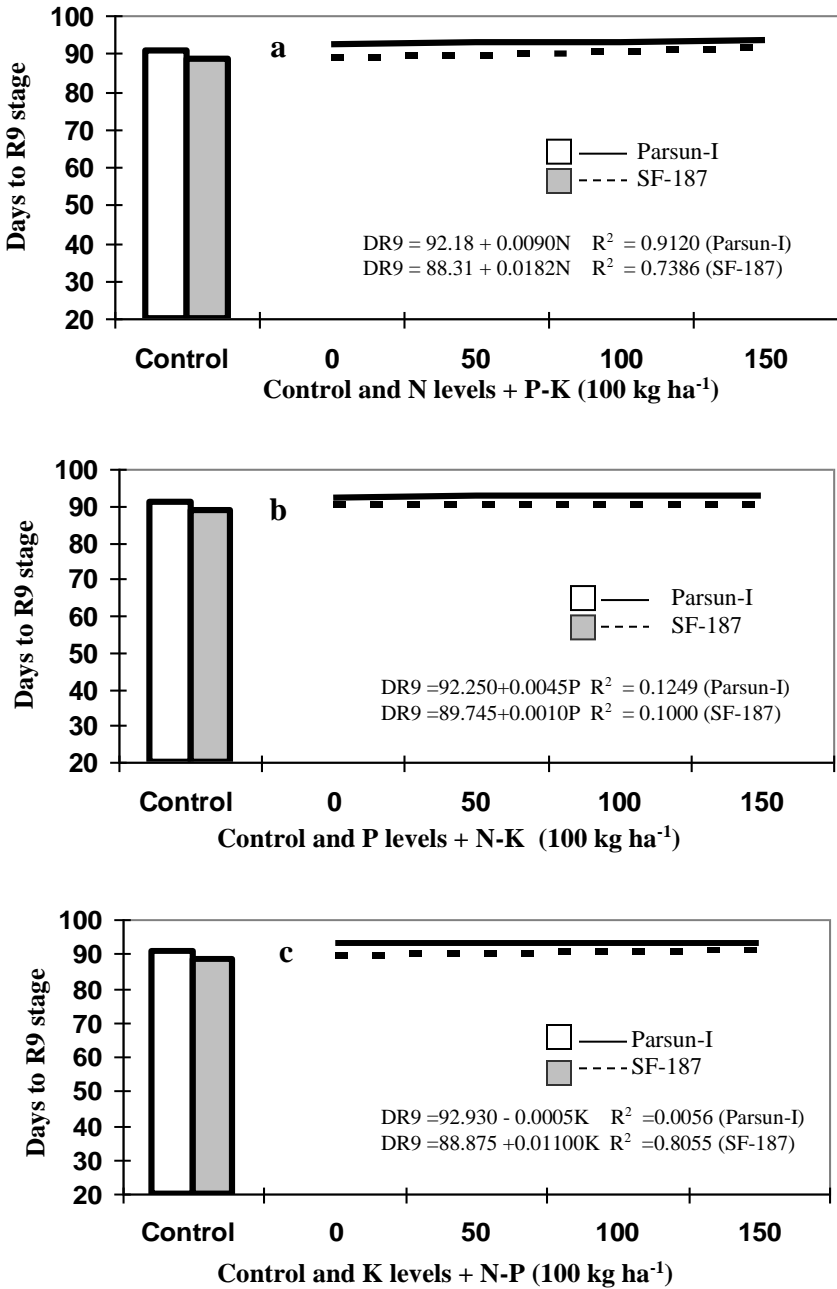 100
90
80
70
60
50
40
30
20
Days to R9 stage
a
Parsun-I
SF-187
DR9 = 92.18 + 0.0090N R² = 0.9120 (Parsun-I)
DR9 = 88.31 + 0.0182N R² = 0.7386 (SF-187)
Control 0 50 100 150
Control and N levels + P-K (100 kg ha⁻¹)
100
90
80
70
60
50
40
30
20
Days to R9 stage
b
Parsun-I
SF-187
DR9 =92.250+0.0045P R² = 0.1249 (Parsun-I)
DR9 =89.745+0.0010P R² = 0.1000 (SF-187)
Control 0 50 100 150
Control and P levels + N-K (100 kg ha⁻¹)
100
90
80
70
60
50
40
30
20
Days to R9 stage
c
Parsun-I
SF-187
DR9 =92.930 - 0.0005K R² =0.0056 (Parsun-I)
DR9 =88.875 +0.01100K R² = 0.8055 (SF-187)
Control 0 50 100 150
Control and K levels + N-P (100 kg ha⁻¹)